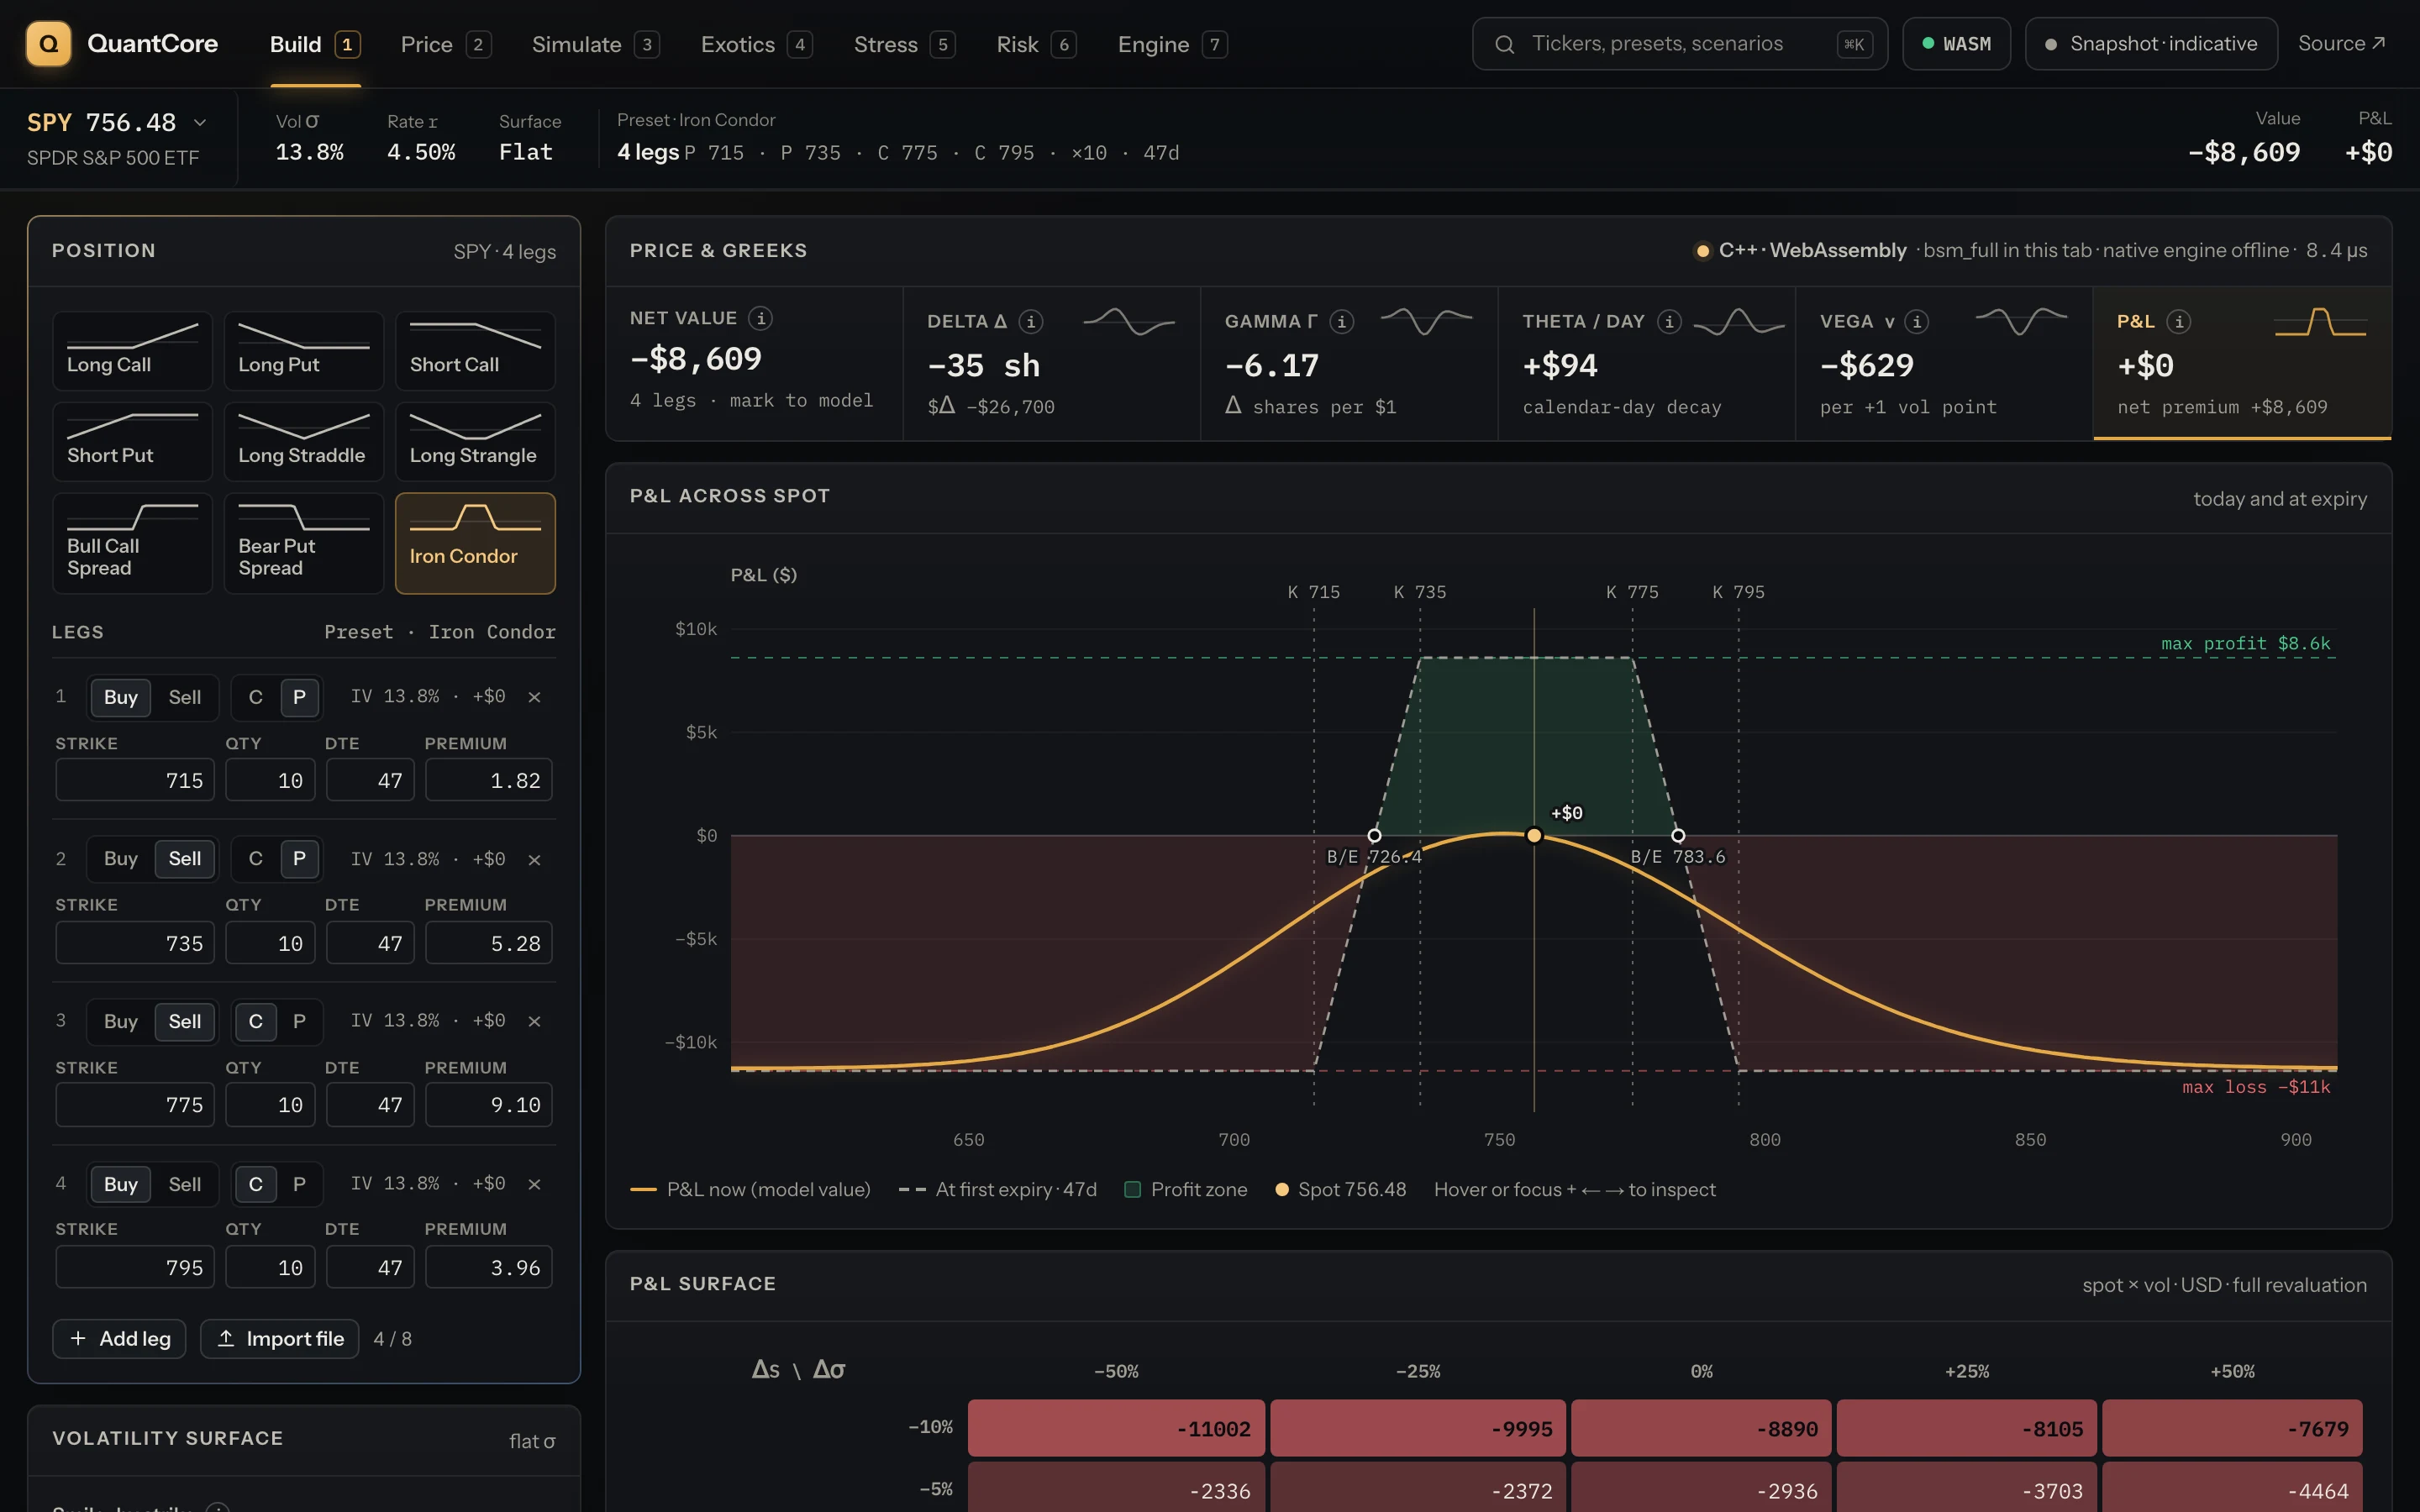 Q QuantCore Build 1 Price 2 Simulate 3 Exotics 4 Stress 5 Risk 6 Engine 7 Tickers, presets, scenarios ⌘K WASM Snapshot · indicative Source ↗
SPY 756.48
SPDR S&P 500 ETF
Vol σ Rate r Surface
13.8% 4.50% Flat
Preset · Iron Condor
4 legs P 715 · P 735 · C 775 · C 795 · ×10 · 47d
Value P&L
−$8,609 +$0
POSITION SPY · 4 legs
Long Call Long Put Short Call
Short Put Long Straddle Long Strangle
Bull Call Spread Bear Put Spread Iron Condor
LEGS Preset · Iron Condor
1 Buy Sell C P IV 13.8% · +$0 ×
STRIKE QTY DTE PREMIUM
715 10 47 1.82
2 Buy Sell C P IV 13.8% · +$0 ×
STRIKE QTY DTE PREMIUM
735 10 47 5.28
3 Buy Sell C P IV 13.8% · +$0 ×
STRIKE QTY DTE PREMIUM
775 10 47 9.10
4 Buy Sell C P IV 13.8% · +$0 ×
STRIKE QTY DTE PREMIUM
795 10 47 3.96
+ Add leg Import file 4 / 8
VOLATILITY SURFACE flat σ
PRICE & GREEKS C++ · WebAssembly · bsm_full in this tab · native engine offline · 8.4 µs
NET VALUE i
−$8,609
4 legs · mark to model
DELTA Δ i
−35 sh
$Δ −$26,700
GAMMA Γ i
−6.17
Δ shares per $1
THETA / DAY i
+$94
calendar-day decay
VEGA ν i
−$629
per +1 vol point
P&L i
+$0
net premium +$8,609
P&L ACROSS SPOT today and at expiry
P&L ($)
K 715 K 735 K 775 K 795
$10k
max profit $8.6k
$5k
+$0
$0
B/E 726.4 B/E 783.6
−$5k
−$10k
max loss −$11k
650 700 750 800 850 900
P&L now (model value) At first expiry · 47d Profit zone Spot 756.48 Hover or focus + ←→ to inspect
P&L SURFACE spot × vol · USD · full revaluation
ΔS \ Δσ −50% −25% 0% +25% +50%
−10% -11002 -9995 -8890 -8105 -7679
−5% -2336 -2372 -2936 -3703 -4464